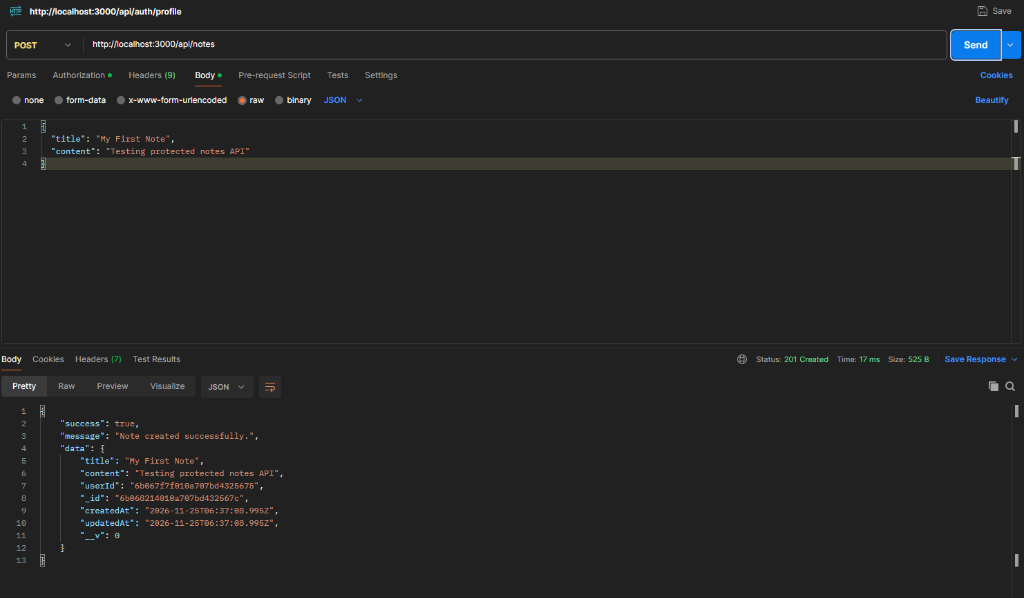 HTTP http://localhost:3000/api/auth/profile Save
POST http://localhost:3000/api/notes Send
Params Authorization Headers (9) Body Pre-request Script Tests Settings Cookies
none form-data x-www-form-urlencoded raw binary JSON Beautify
1 {
2 "title": "My First Note",
3 "content": "Testing protected notes API"
4 }
Body Cookies Headers (7) Test Results Status: 201 Created Time: 17 ms Size: 525 B Save Response
Pretty Raw Preview Visualize JSON
1 {
2 "success": true,
3 "message": "Note created successfully.",
4 "data": {
5 "title": "My First Note",
6 "content": "Testing protected notes API",
7 "userId": "6b067f7f010a707bd4325675",
8 "_id": "6b068214010a707bd432567c",
9 "createdAt": "2026-11-25T06:37:08.995Z",
10 "updatedAt": "2026-11-25T06:37:08.995Z",
11 "__v": 0
12 }
13 }